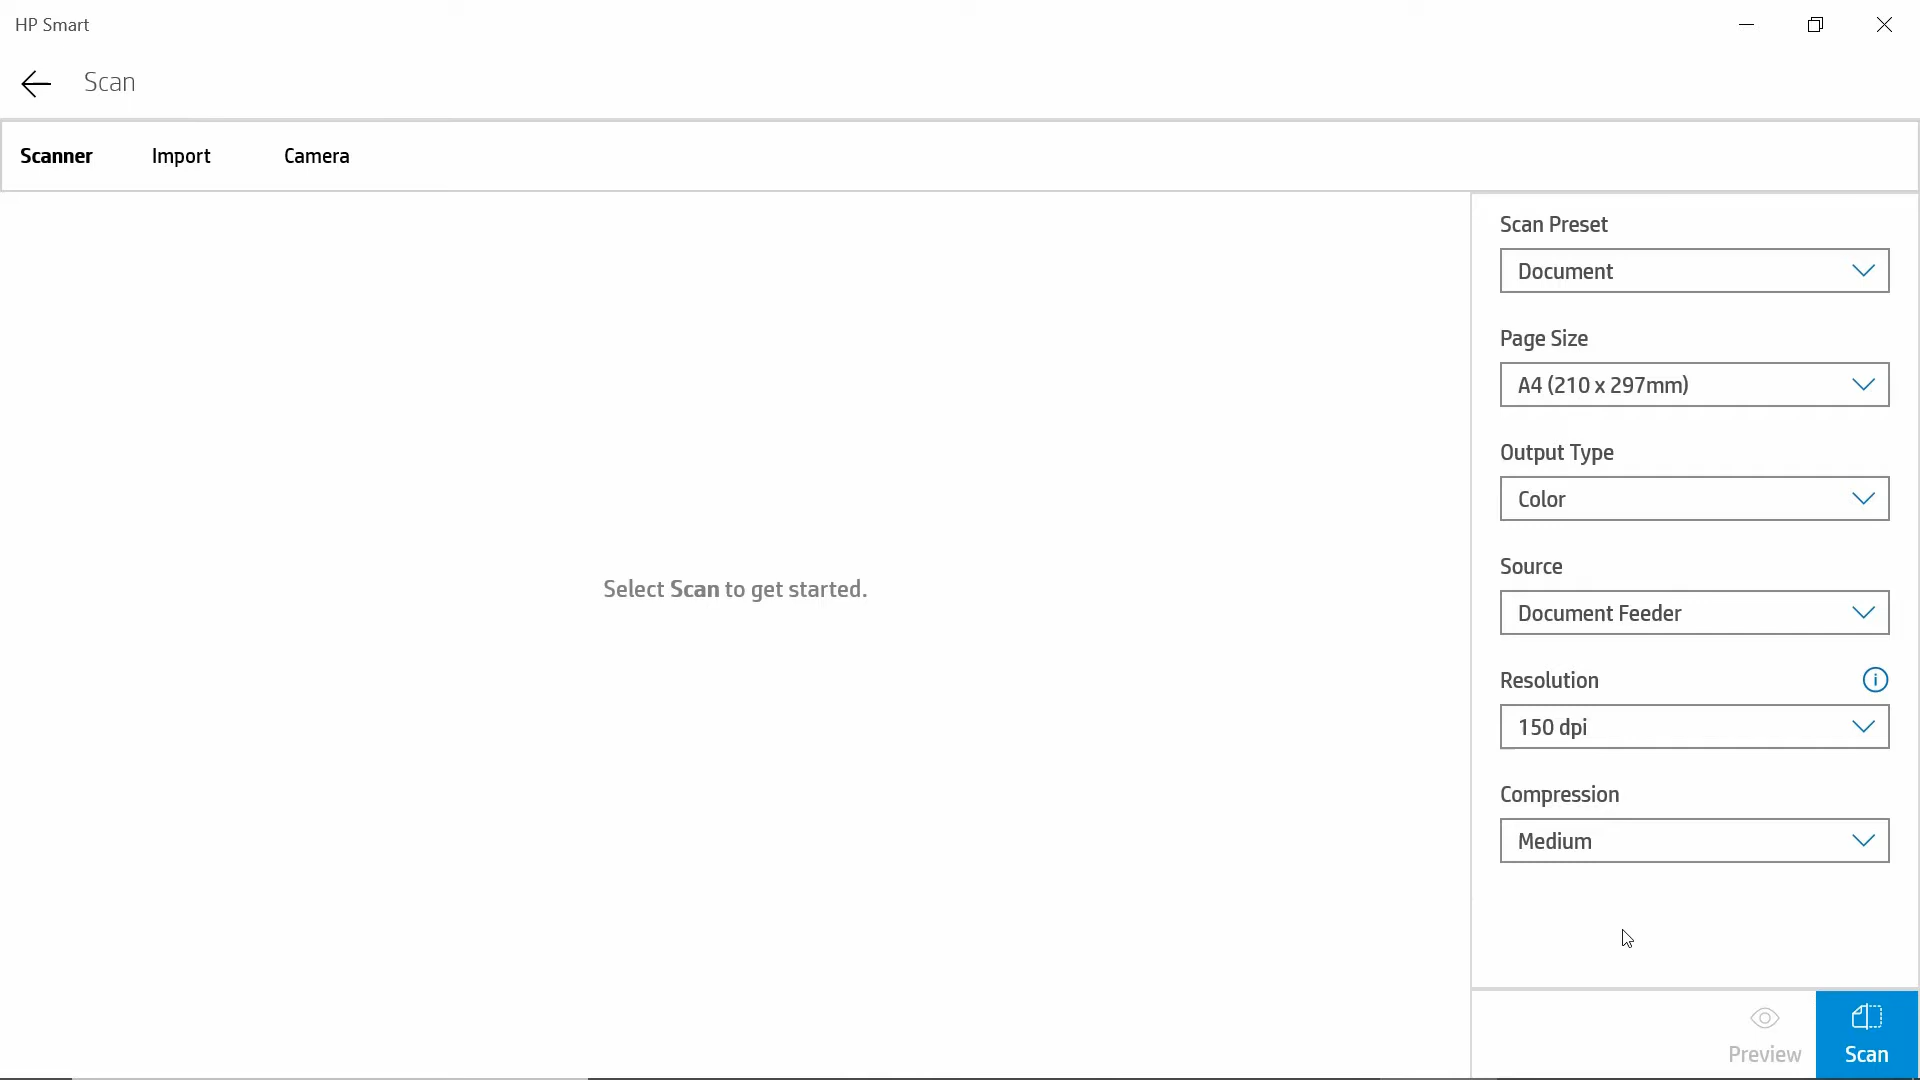 HP Smart
Scan
Scanner Import Camera
Scan Preset
Document
Page Size
A4 (210 x 297mm)
Output Type
Color
Select Scan to get started.
Source
Document Feeder
Resolution
150 dpi
Compression
Medium
Preview
Scan